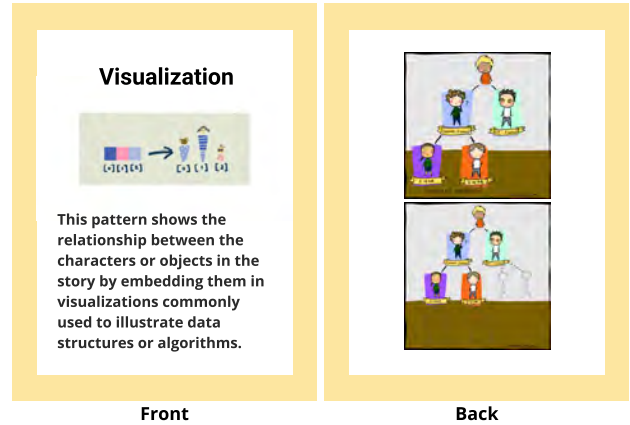 Visualization
This pattern shows the
relationship between the
characters or objects in the
story by embedding them in
visualizations commonly
used to illustrate data
structures or algorithms.
Front
Back